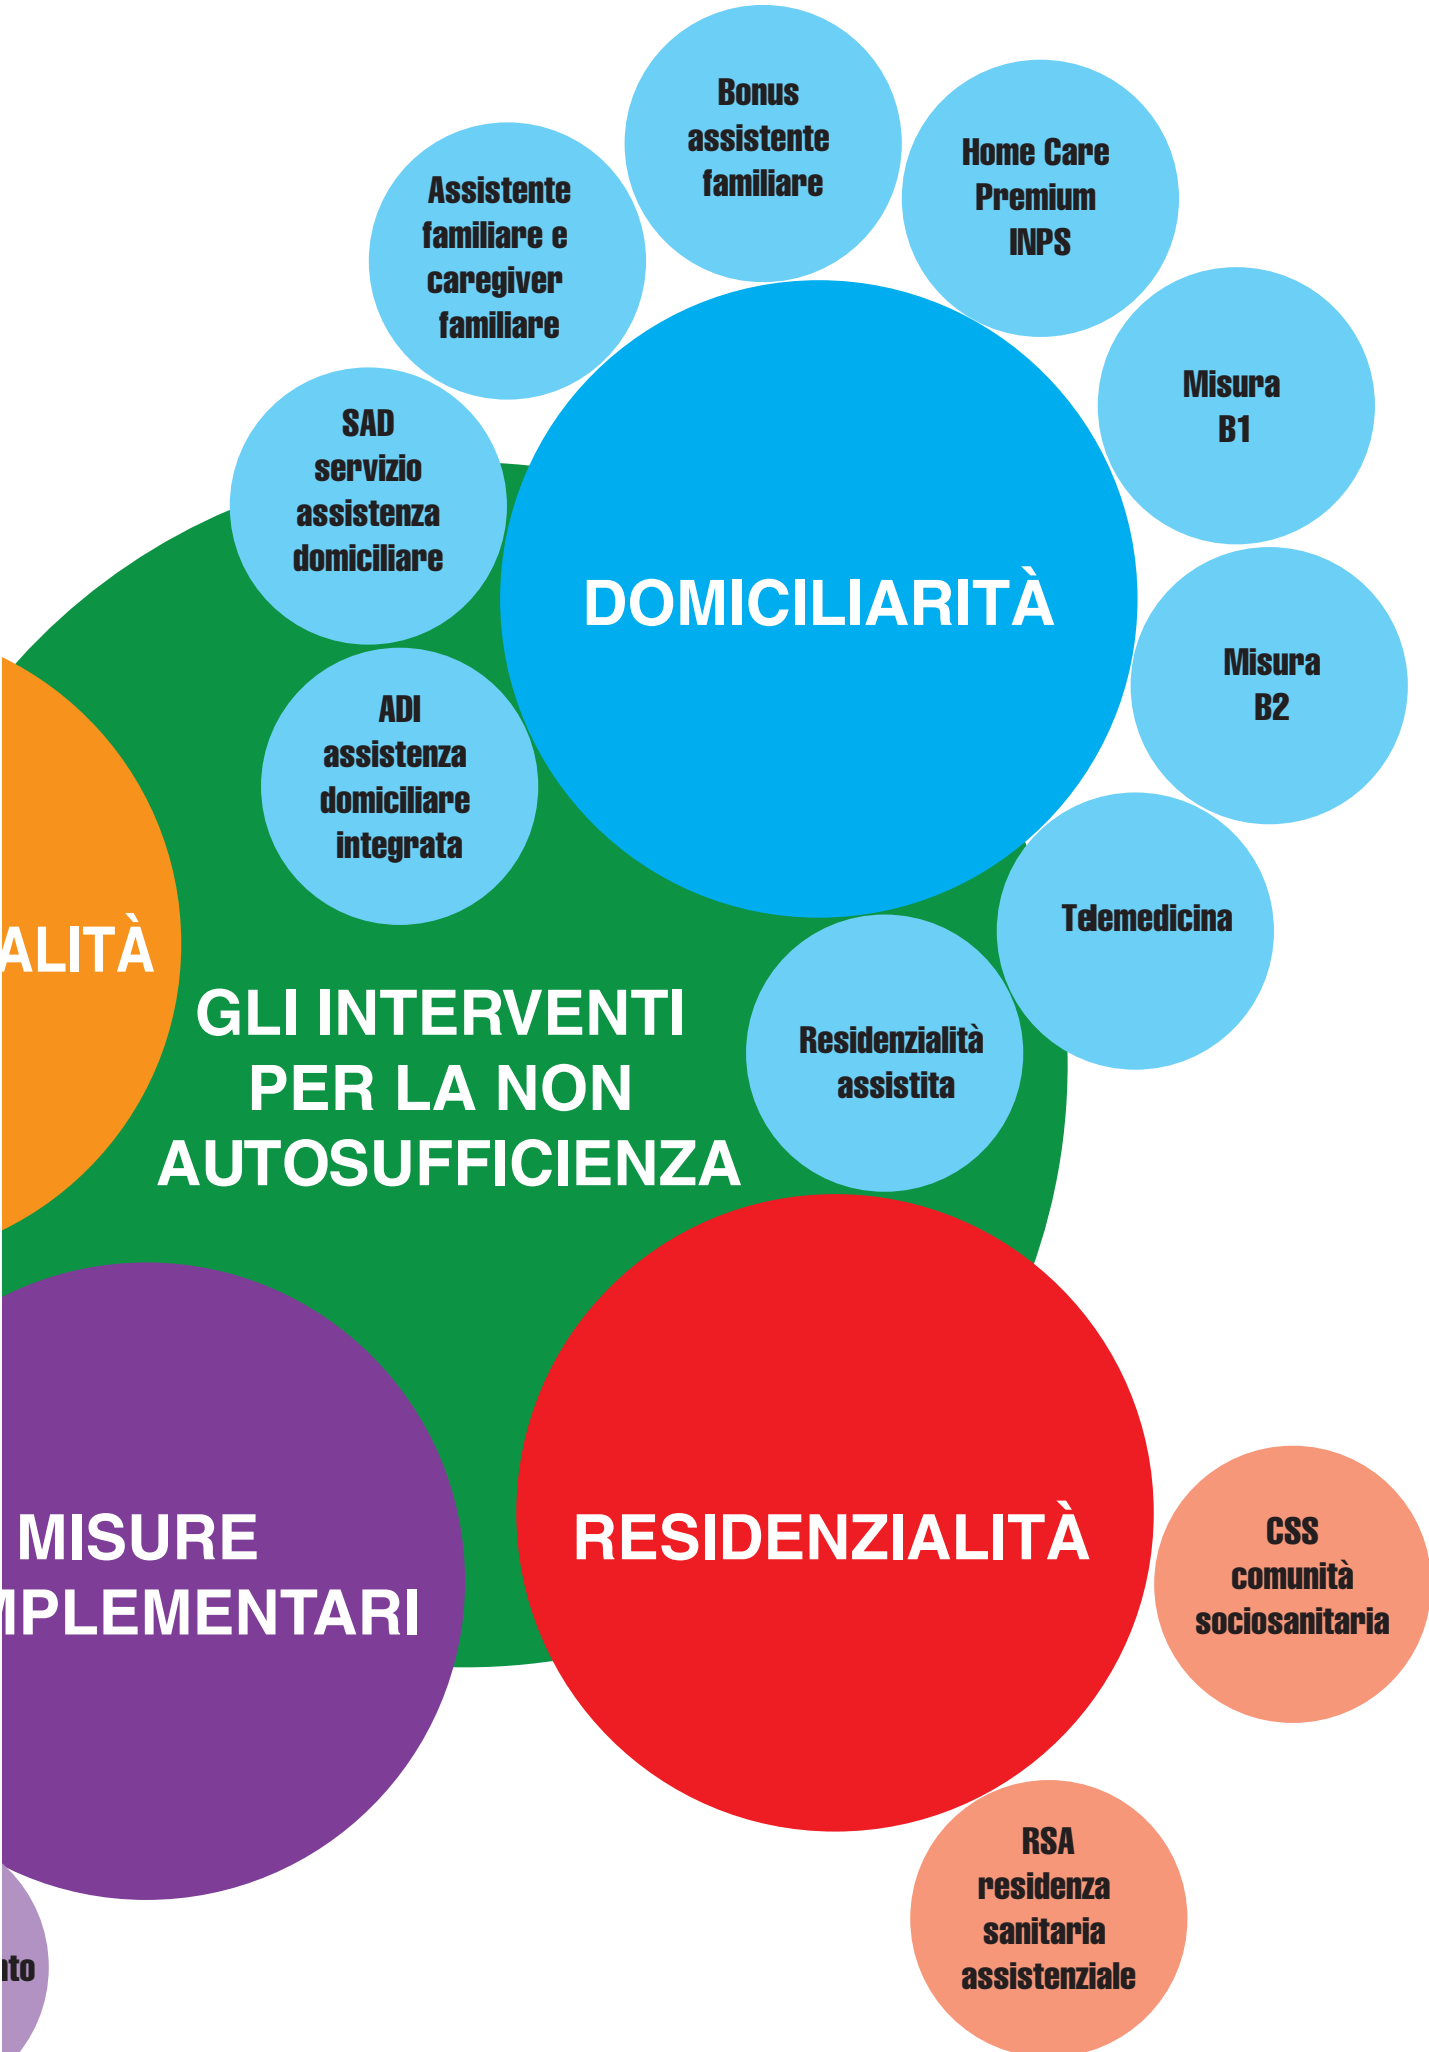 Bonus
assistente
familiare
Home Care
Premium
INPS
Assistente
familiare e
caregiver
familiare
Misura
B1
SAD
servizio
assistenza
domiciliare
DOMICILIARITÀ
Misura
B2
ADI
assistenza
domiciliare
integrata
Telemedicina
ALITÀ
GLI INTERVENTI
PER LA NON
AUTOSUFFICIENZA
Residenzialità
assistita
MISURE
MPLEMENTARI
RESIDENZIALITÀ
CSS
comunità
sociosanitaria
RSA
residenza
sanitaria
assistenziale
nto